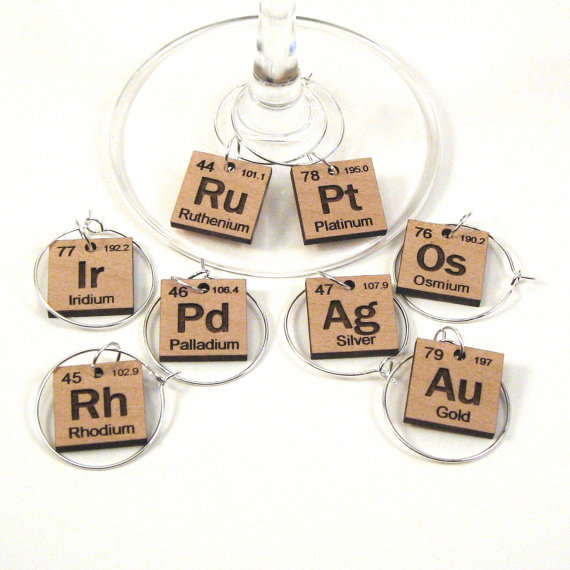 44 101.1
Ru
Ruthenium
78 195.0
Pt
Platinum
77 192.2
Ir
Iridium
46 106.4
Pd
Palladium
47 107.9
Ag
Silver
76 190.2
Os
Osmium
45 102.9
Rh
Rhodium
79 197
Au
Gold